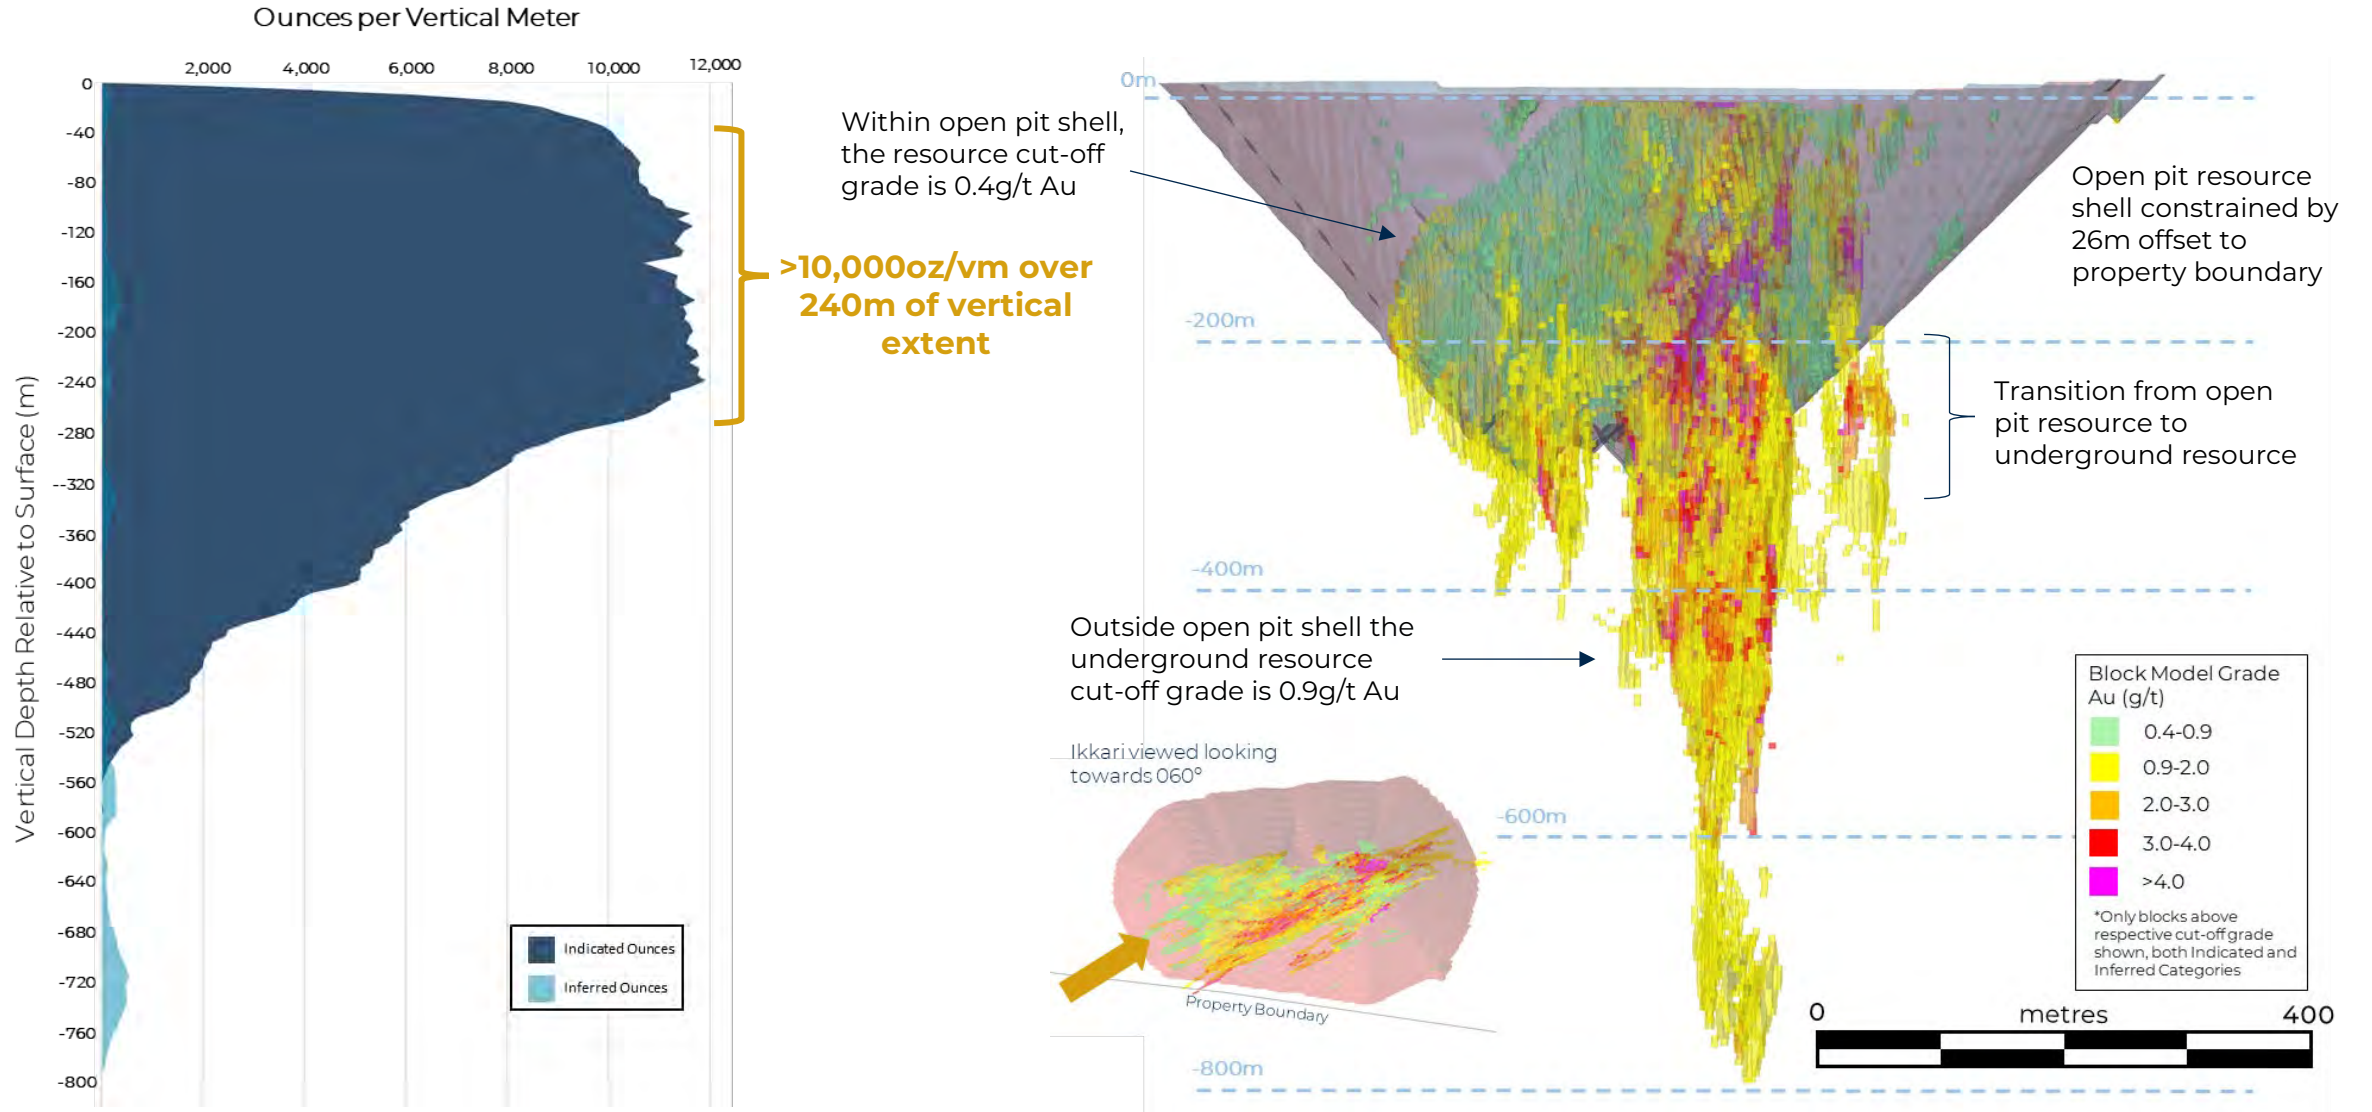 Ounces per Vertical Meter
2,000
4,000
6,000
8,000
10,000
12,000
Vertical Depth Relative to Surface (m)
0
-40
-80
-120
-160
-200
-240
-280
--320
-360
-400
-440
-480
-520
-560
-600
-640
-680
-720
-760
-800
Indicated Ounces
Inferred Ounces
>10,000oz/vm over
240m of vertical
extent
Within open pit shell,
the resource cut-off
grade is 0.4g/t Au
0m
-200m
-400m
-600m
-800m
Open pit resource
shell constrained by
26m offset to
property boundary
Transition from open
pit resource to
underground resource
Outside open pit shell the
underground resource
cut-off grade is 0.9g/t Au
Ikkari viewed looking
towards 060°
Property Boundary
Block Model Grade
Au (g/t)
0.4-0.9
0.9-2.0
2.0-3.0
3.0-4.0
>4.0
*Only blocks above
respective cut-off grade
shown, both Indicated and
Inferred Categories
0 metres 400